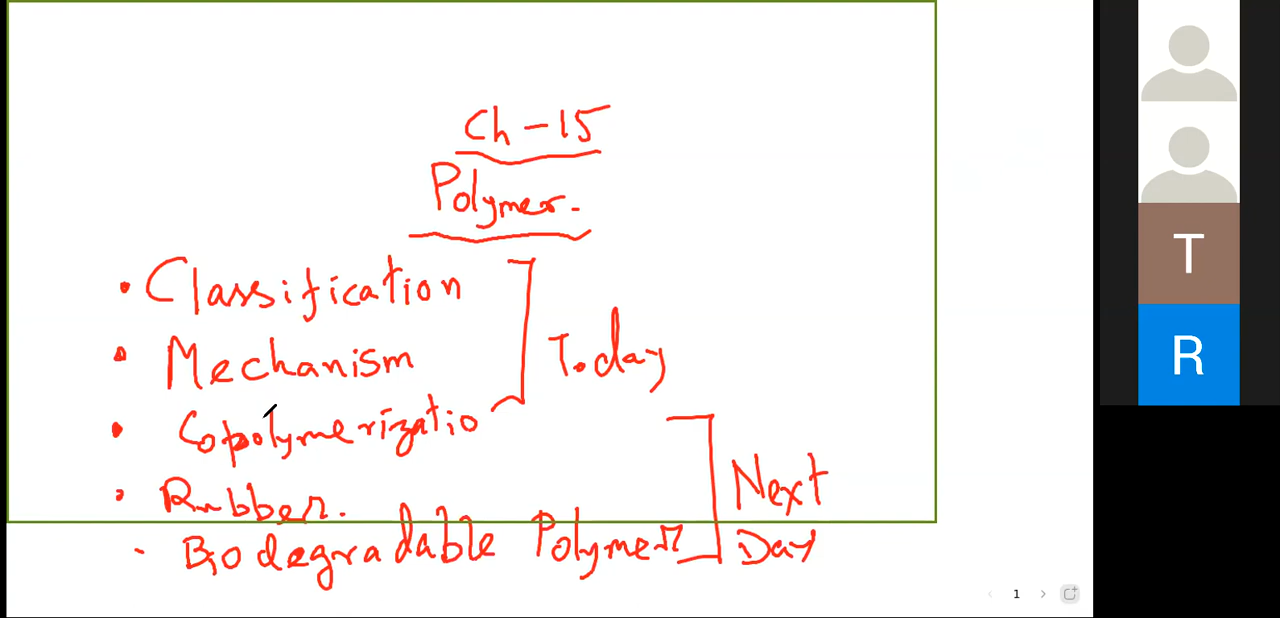 Ch - 15
Polymer.
• Classification
• Mechanism
• Copolymerizatio
Today
• Rubber.
• Biodegradable Polymer
Next
Day
T
R
1